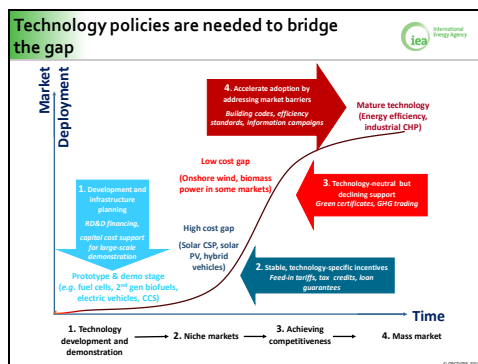 Technology policies are needed to bridge
the gap
iea
International
Energy Agency
Market
Deployment
4. Accelerate adoption by
addressing market barriers
Building codes, efficiency
standards, information campaigns
Mature technology
(Energy efficiency,
industrial CHP)
Low cost gap
(Onshore wind, biomass
power in some markets)
3. Technology-neutral but
declining support
Green certificates, GHG trading
1. Development and
infrastructure
planning
RD&D financing,
capital cost support
for large-scale
demonstration
High cost gap
(Solar CSP, solar
PV, hybrid
vehicles)
2. Stable, technology-specific incentives
Feed-in tariffs, tax credits, loan
guarantees
Prototype & demo stage
(e.g. fuel cells, 2nd gen biofuels,
electric vehicles, CCS)
Time
1. Technology
development and
demonstration
2. Niche markets
3. Achieving
competitiveness
4. Mass market